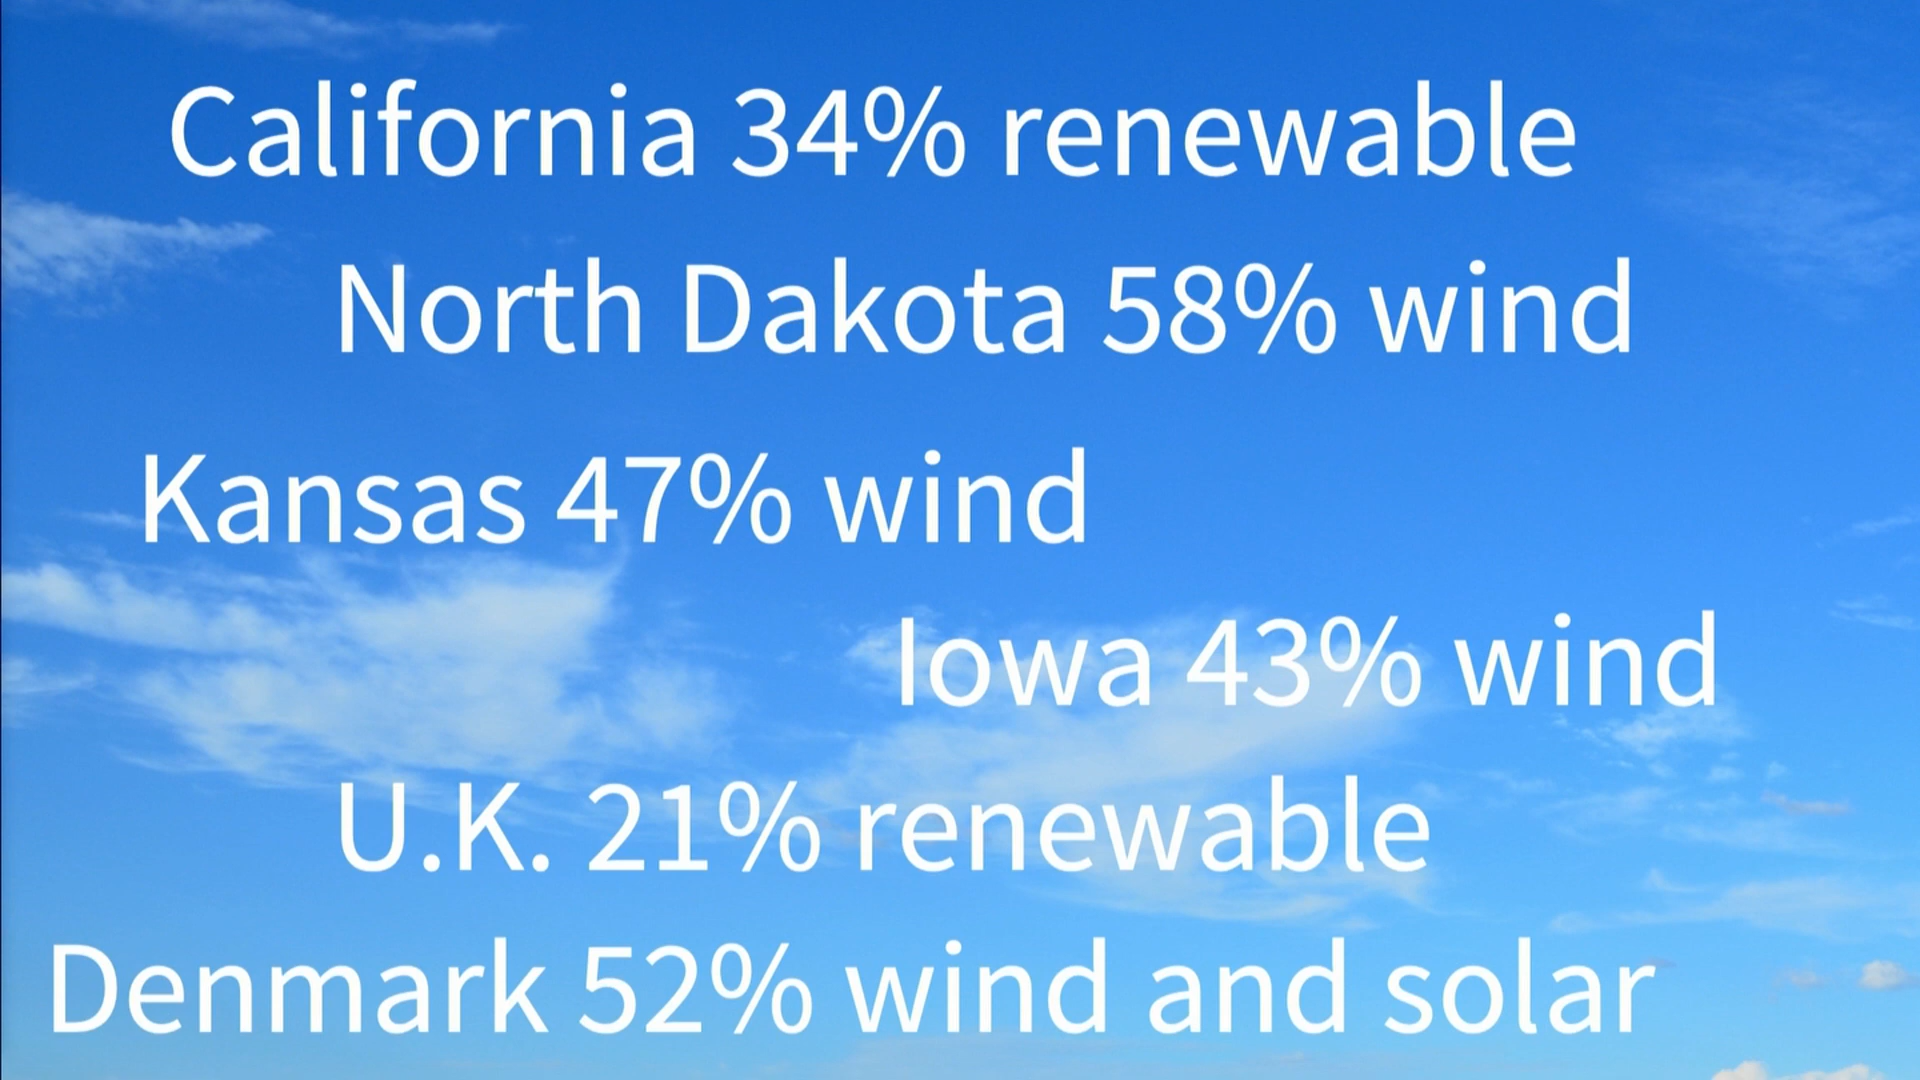 California 34% renewable
North Dakota 58% wind
Kansas 47% wind
Iowa 43% wind
U.K. 21% renewable
Denmark 52% wind and solar